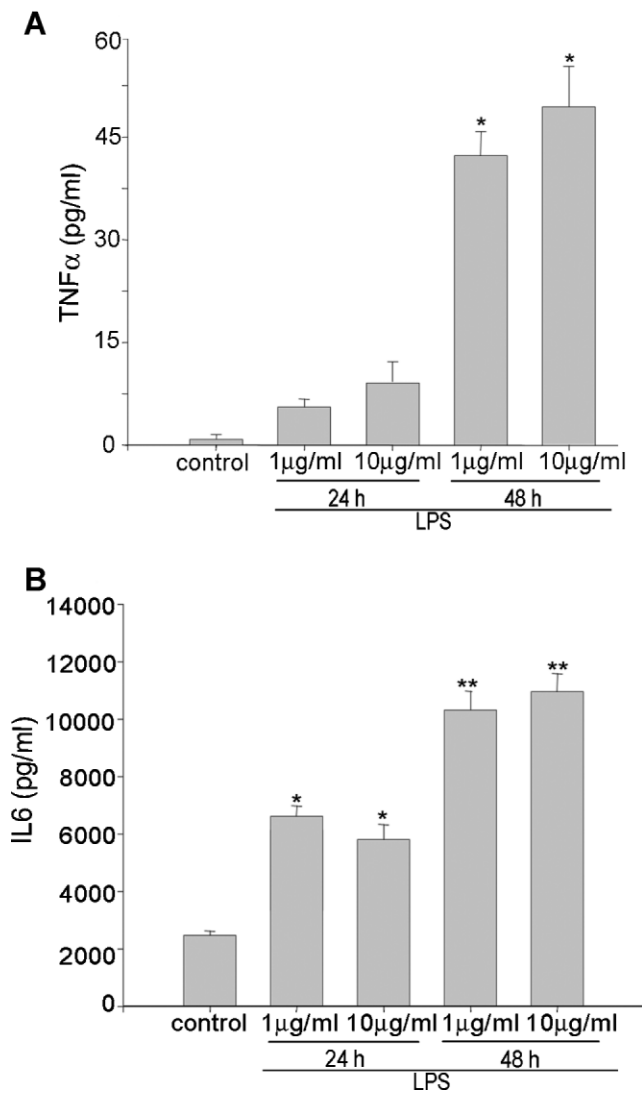 A
TNFα (pg/ml)
60
45
30
15
0
*
*
control 1μg/ml 10μg/ml 1μg/ml 10μg/ml
24 h 48 h
LPS
B
IL6 (pg/ml)
14000
12000
10000
8000
6000
4000
2000
0
*
*
**
**
control 1μg/ml 10μg/ml 1μg/ml 10μg/ml
24 h 48 h
LPS